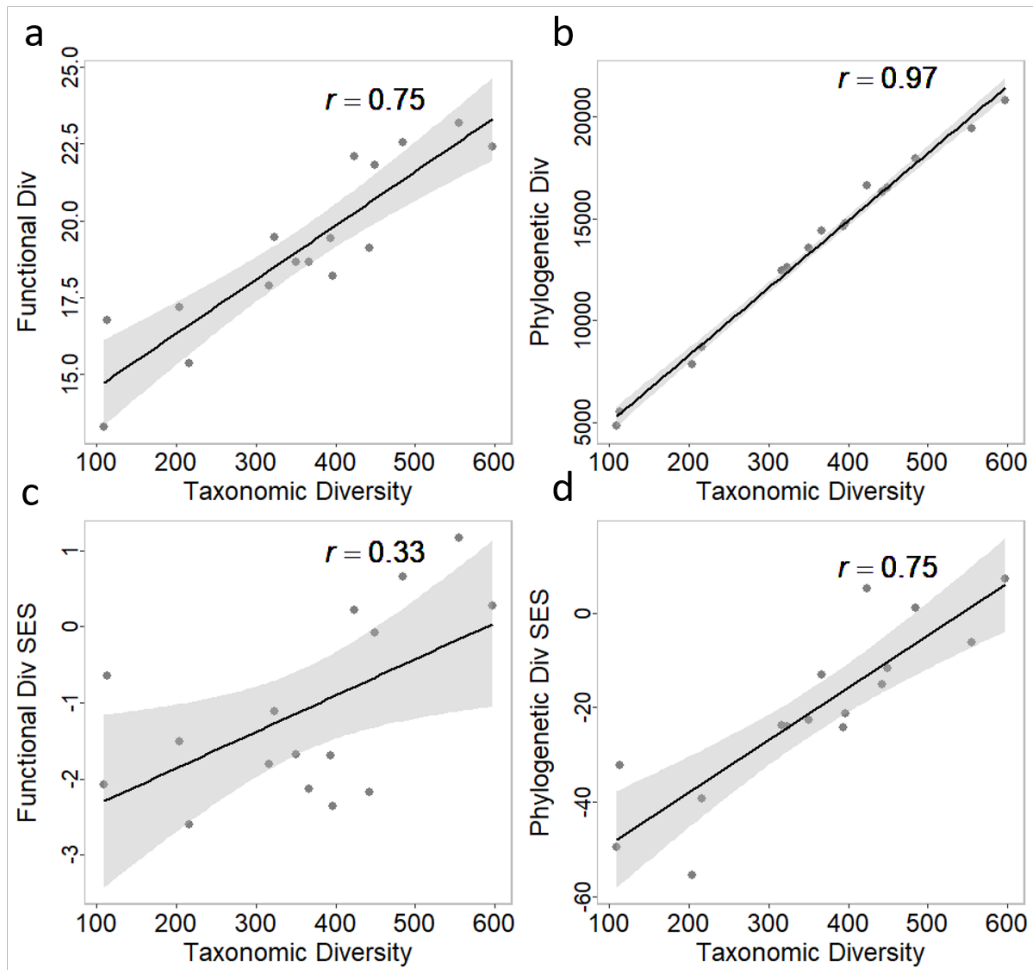 a
r = 0.75
Functional Div
15.0 17.5 20.0 22.5 25.0
100 200 300 400 500 600
Taxonomic Diversity
b
r = 0.97
Phylogenetic Div
5000 10000 15000 20000
100 200 300 400 500 600
Taxonomic Diversity
c
r = 0.33
Functional Div SES
-3 -2 -1 0 1
100 200 300 400 500 600
Taxonomic Diversity
d
r = 0.75
Phylogenetic Div SES
-60 -40 -20 0
100 200 300 400 500 600
Taxonomic Diversity